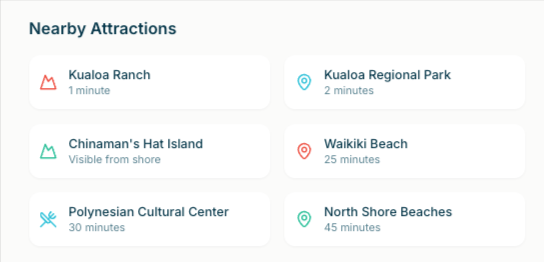 Nearby Attractions
Kualoa Ranch
1 minute
Kualoa Regional Park
2 minutes
Chinaman's Hat Island
Visible from shore
Waikiki Beach
25 minutes
Polynesian Cultural Center
30 minutes
North Shore Beaches
45 minutes